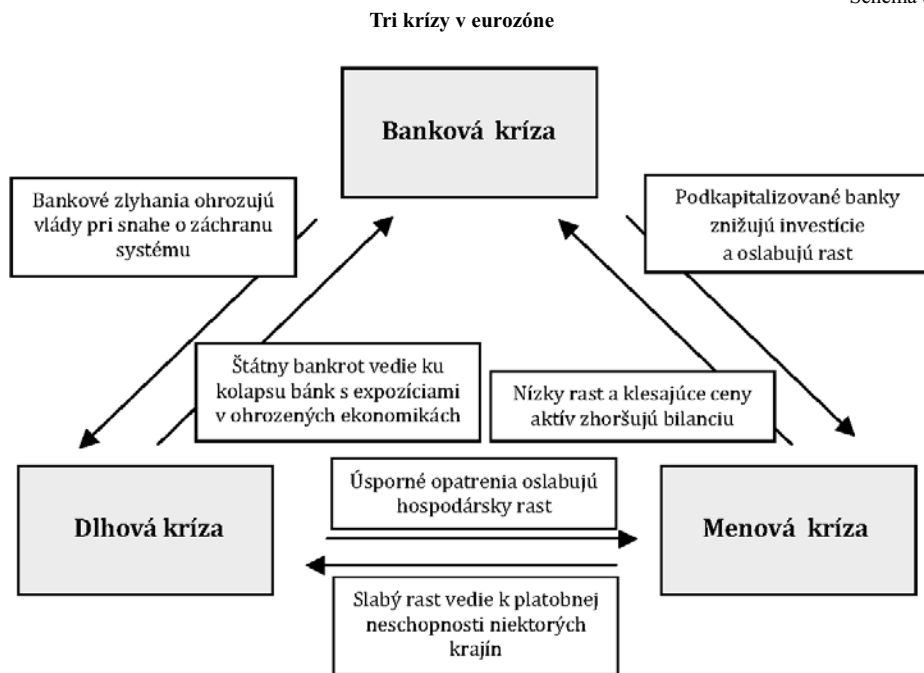 Tri krízy v eurozóne
Banková kríza
Bankové zlyhania ohrozujú
vlády pri snahe o záchranu
systému
Podkapitalizované banky
znižujú investície
a oslabujú rast
Štátny bankrot vedie ku
kolapsu bánk s expozíciami
v ohrozených ekonomikách
Nízky rast a klesajúce ceny
aktív zhoršujú bilanciu
Dlhová kríza
Úsporné opatrenia oslabujú
hospodársky rast
Menová kríza
Slabý rast vedie k platobnej
neschopnosti niektorých
krajín